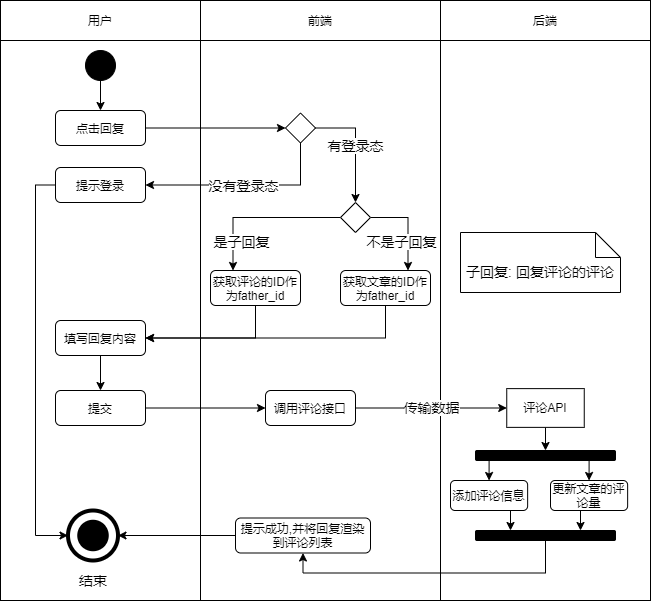 用户
前端
后端
点击回复
有登录态
提示登录
没有登录态
是子回复
不是子回复
获取评论的ID作
为father_id
获取文章的ID作
为father_id
子回复: 回复评论的评论
填写回复内容
提交
调用评论接口
传输数据
评论API
添加评论信息
更新文章的评
论量
提示成功,并将回复渲染
到评论列表
结束